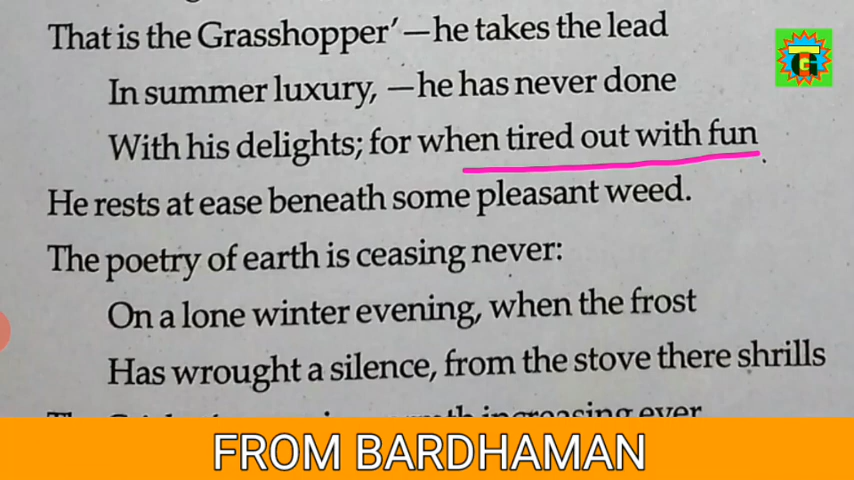 That is the Grasshopper’—he takes the lead
In summer luxury, —he has never done
With his delights; for when tired out with fun
He rests at ease beneath some pleasant weed.
The poetry of earth is ceasing never:
On a lone winter evening, when the frost
Has wrought a silence, from the stove there shrills
increasing ever
FROM BARDHAMAN